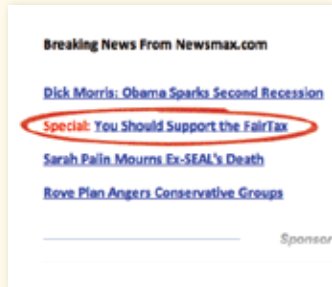 Breaking News From Newsmax.com
Dick Morris: Obama Sparks Second Recession
Special: You Should Support the FairTax
Sarah Palin Mourns Ex-SEAL's Death
Rove Plan Angers Conservative Groups
Sponsor